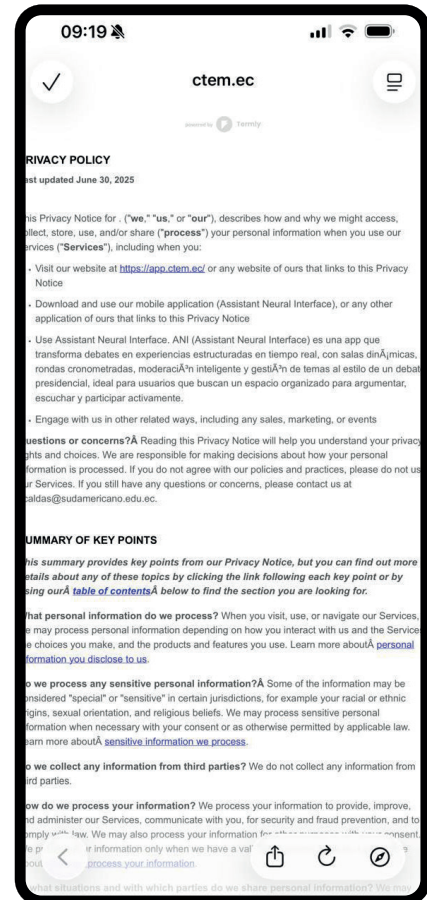 09:19
ctem.ec
powered by Termly
RIVACY POLICY
ast updated June 30, 2025
his Privacy Notice for . ("we," "us," or "our"), describes how and why we might access,
ollect, store, use, and/or share ("process") your personal information when you use our
ervices ("Services"), including when you:
• Visit our website at https://app.ctem.ec/ or any website of ours that links to this Privacy
Notice
• Download and use our mobile application (Assistant Neural Interface), or any other
application of ours that links to this Privacy Notice
• Use Assistant Neural Interface. ANI (Assistant Neural Interface) es una app que
transforma debates en experiencias estructuradas en tiempo real, con salas dinÃ¡micas,
rondas cronometradas, moderaciÃ³n inteligente y gestiÃ³n de temas al estilo de un debat
presidencial, ideal para usuarios que buscan un espacio organizado para argumentar,
escuchar y participar activamente.
• Engage with us in other related ways, including any sales, marketing, or events
uestions or concerns?Â Reading this Privacy Notice will help you understand your privacy
ghts and choices. We are responsible for making decisions about how your personal
formation is processed. If you do not agree with our policies and practices, please do not us
ur Services. If you still have any questions or concerns, please contact us at
caldas@sudamericano.edu.ec.
UMMARY OF KEY POINTS
his summary provides key points from our Privacy Notice, but you can find out more
etails about any of these topics by clicking the link following each key point or by
sing ourÂ table of contentsÂ below to find the section you are looking for.
hat personal information do we process? When you visit, use, or navigate our Services,
e may process personal information depending on how you interact with us and the Service
e choices you make, and the products and features you use. Learn more aboutÂ personal
formation you disclose to us.
o we process any sensitive personal information?Â Some of the information may be
onsidered "special" or "sensitive" in certain jurisdictions, for example your racial or ethnic
rigins, sexual orientation, and religious beliefs. We may process sensitive personal
formation when necessary with your consent or as otherwise permitted by applicable law.
earn more aboutÂ sensitive information we process.
o we collect any information from third parties? We do not collect any information from
ird parties.
ow do we process your information? We process your information to provide, improve,
nd administer our Services, communicate with you, for security and fraud prevention, and to
omply with law. We may also process your information for other purposes with your consent.
e p r information only when we have a val
bout process your information.
what situations and with which parties do we share personal information? We may